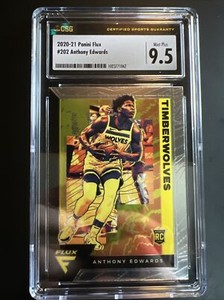 CSG
CERTIFIED SPORTS GUARANTY
2020-21 Panini Flux
#202 Anthony Edwards
Mint Plus
9.5
TIMBERWOLVES
RC
FLUX
ANTHONY EDWARDS